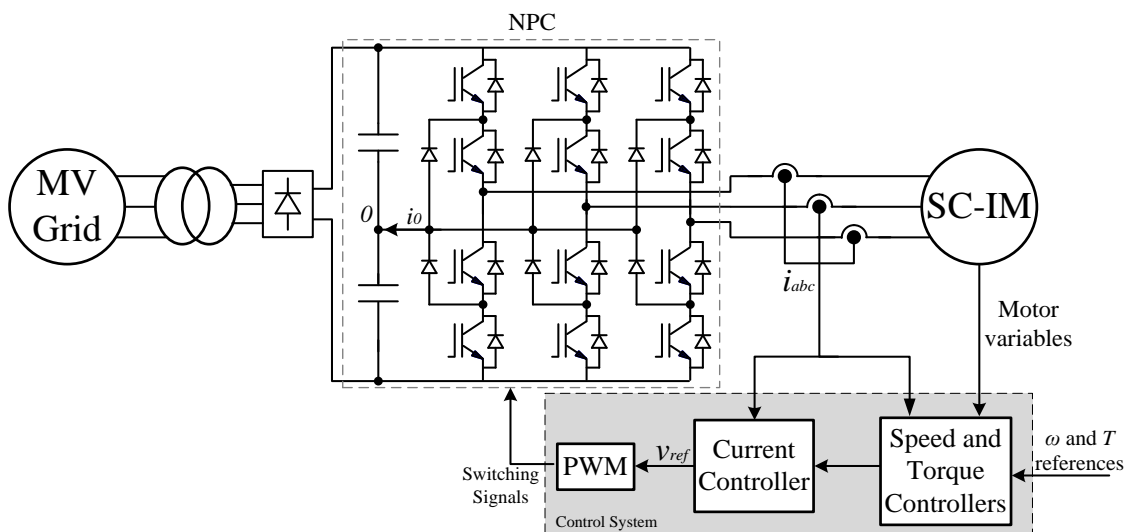 NPC
MV
Grid
0
i0
SC-IM
iabc
Motor
variables
Switching
Signals
PWM
vref
Current
Controller
Speed and
Torque
Controllers
ω and T
references
Control System